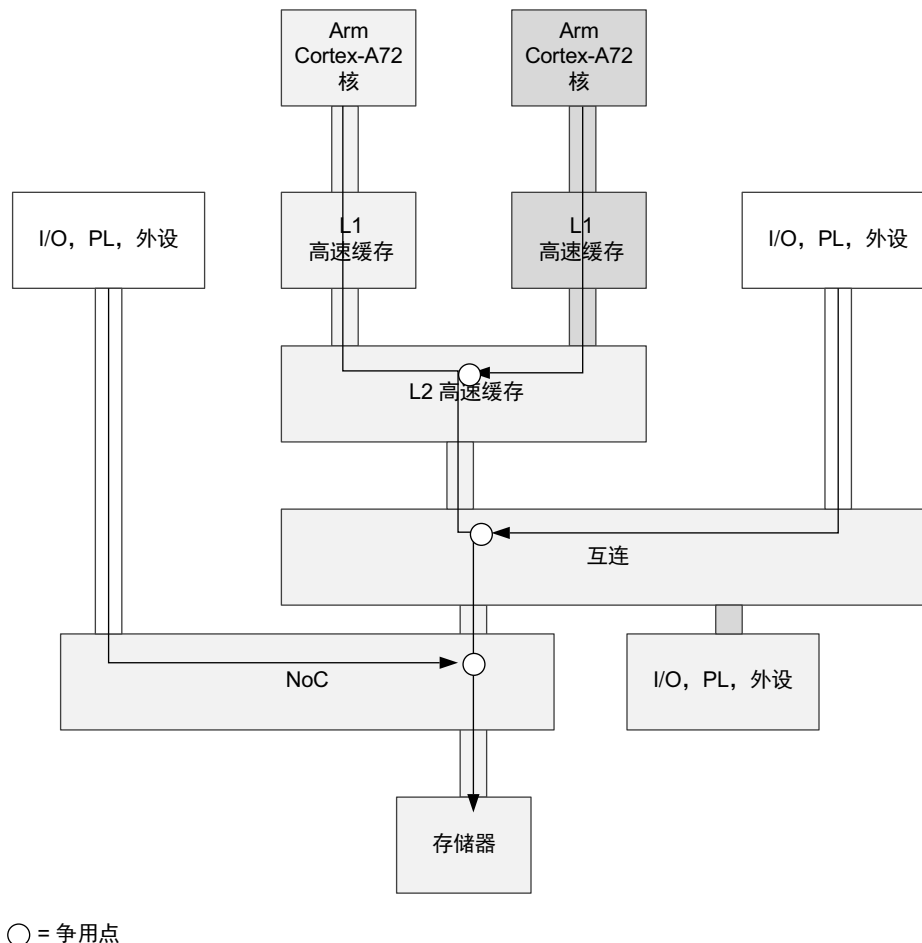 Arm
Cortex-A72
核
Arm
Cortex-A72
核
I/O，PL，外设
L1
高速缓存
L1
高速缓存
I/O，PL，外设
L2 高速缓存
互连
NoC
I/O，PL，外设
存储器
= 争用点